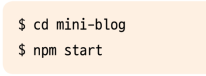 $ cd mini-blog
$ npm start